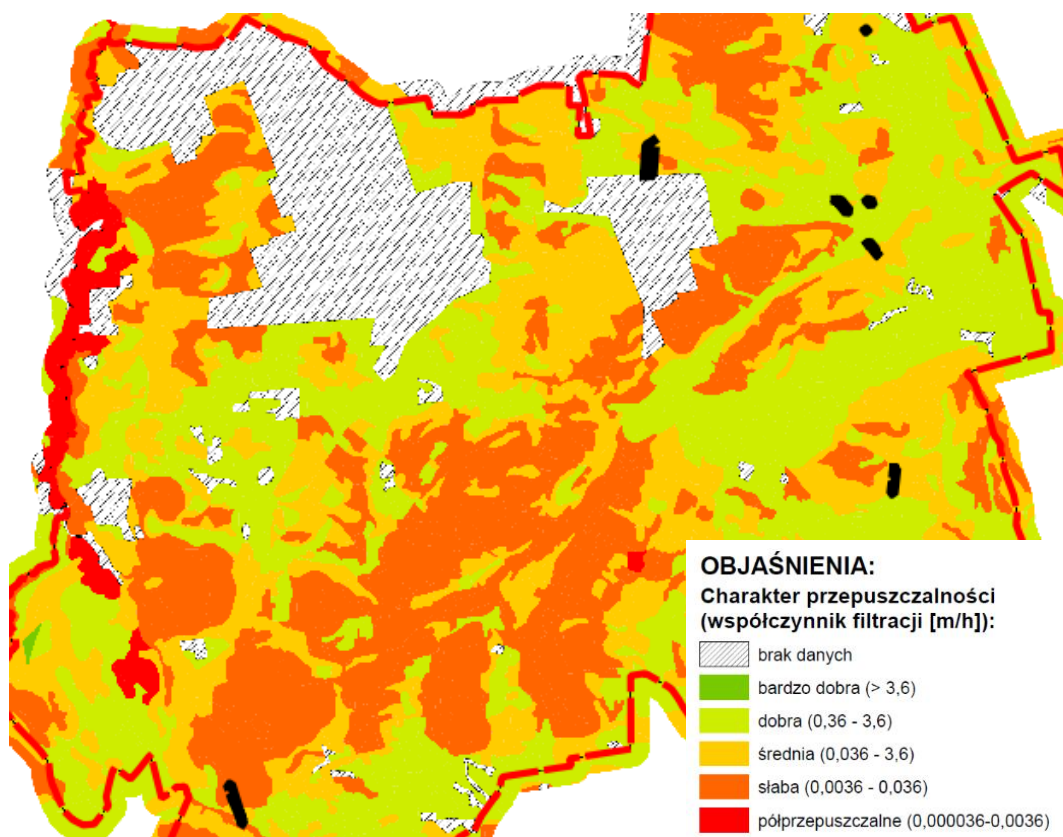 OBJAŚNIENIA:
Charakter przepuszczalności
(współczynnik filtracji [m/h]):
brak danych
bardzo dobra (> 3,6)
dobra (0,36 - 3,6)
średnia (0,036 - 3,6)
słaba (0,0036 - 0,036)
półprzepuszczalne (0,000036-0,0036)